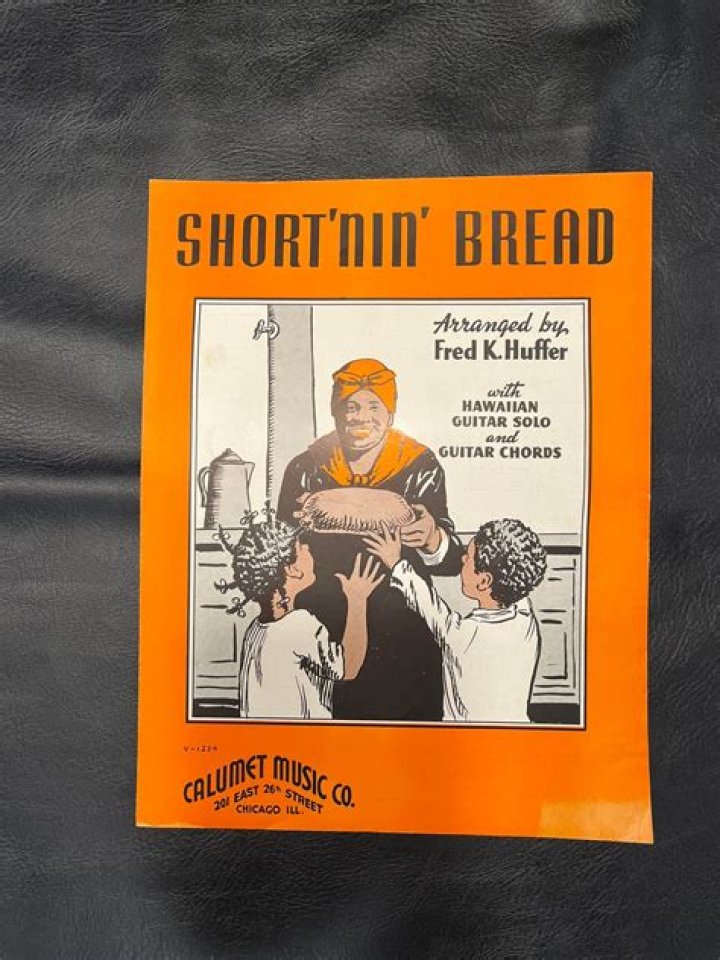 SHORT'NIN' BREAD
Arranged by
Fred K. Huffer
with
HAWAIIAN
GUITAR SOLO
and
GUITAR CHORDS
V-1224
CALUMET MUSIC CO.
201 EAST 26th STREET
CHICAGO ILL.